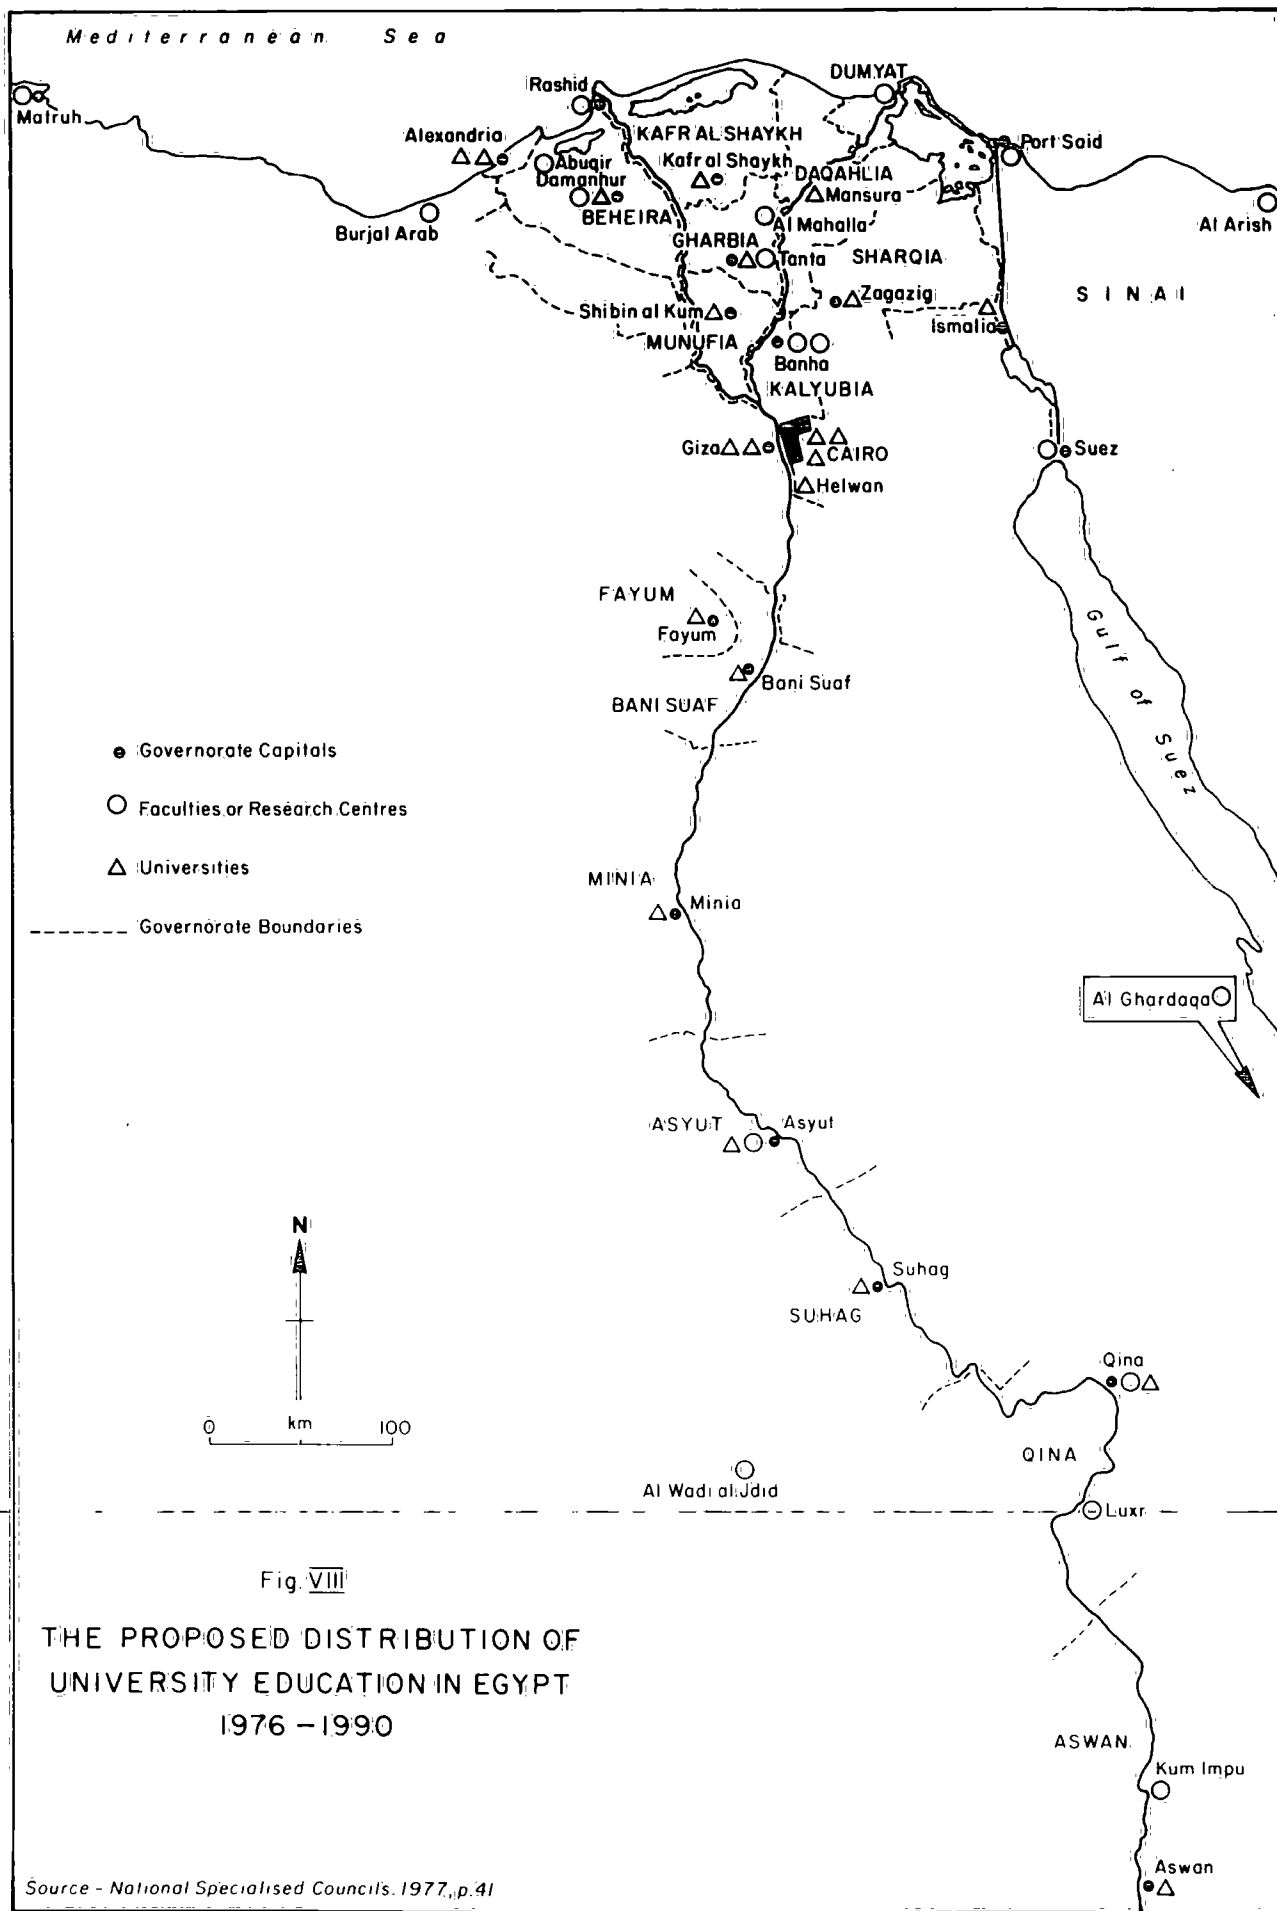 Mediterranean Sea
Matruh
Rashid
DUMYAT
Alexandria
KAFR AL SHAYKH
Port Said
Abuqir
Kafr al Shaykh
Damanhur
DAQAHLIA
Mansura
BEHEIRA
Al Mahalla
Burjal Arab
Al Arish
GHARBIA
Tanta
SHARQIA
SINAI
Zagazig
Shibin al Kum
Ismalia
MUNUFIA
Banha
KALYUBIA
Giza
CAIRO
Suez
Helwan
FAYUM
Fayum
Gulf of Suez
Bani Suaf
BANI SUAF
Governorate Capitals
Faculties or Research Centres
Universities
Governorate Boundaries
MINIA
Minia
Al Ghardaqa
ASYUT
Asyut
N
Suhag
SUHAG
Qina
0 km 100
QINA
Al Wadi al Jdid
Luxr
Fig. VIII
THE PROPOSED DISTRIBUTION OF
UNIVERSITY EDUCATION IN EGYPT
1976 – 1990
ASWAN
Kum Impu
Aswan
Source - National Specialised Councils. 1977, p.41